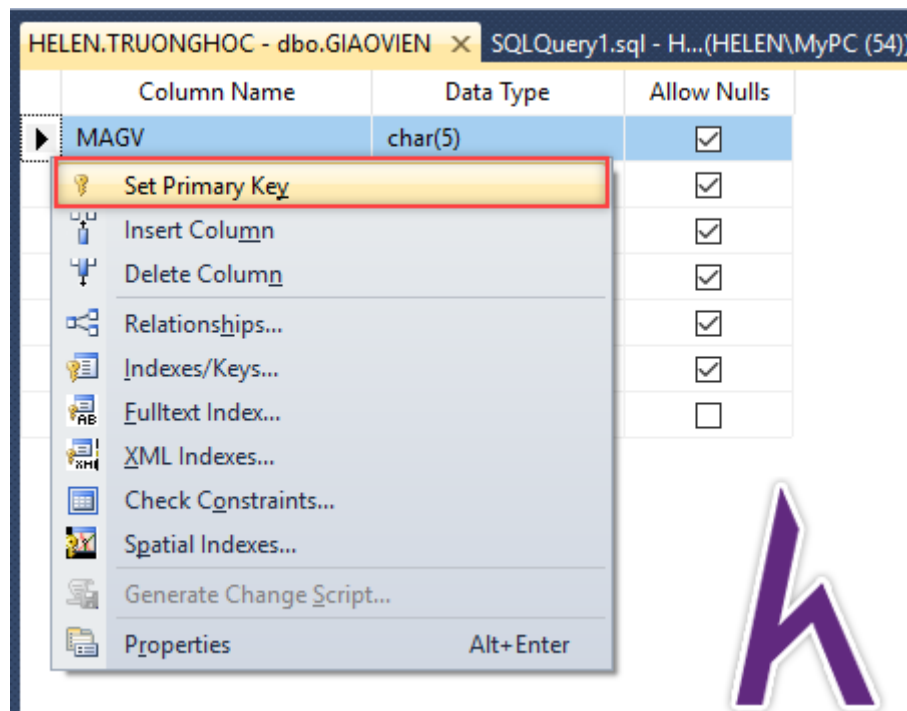 HELEN.TRUONGHOC - dbo.GIAOVIEN SQLQuery1.sql - H...(HELEN\MyPC (54))
Column Name Data Type Allow Nulls
MAGV char(5)
Set Primary Key
Insert Column
Delete Column
Relationships...
Indexes/Keys...
Fulltext Index...
XML Indexes...
Check Constraints...
Spatial Indexes...
Generate Change Script...
Properties Alt+Enter
h